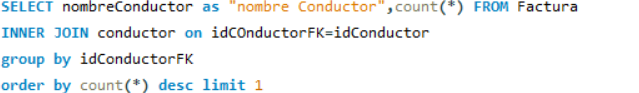 SELECT nombreConductor as "nombre Conductor",count(*) FROM Factura
INNER JOIN conductor on idCOnductorFK=idConductor
group by idConductorFK
order by count(*) desc limit 1